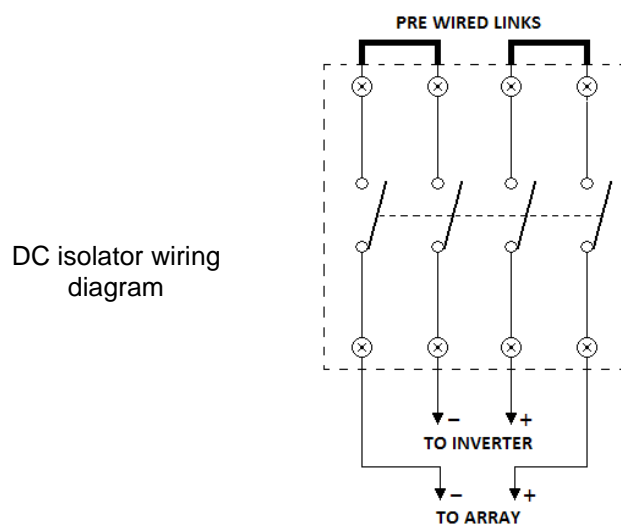 PRE WIRED LINKS
DC isolator wiring
diagram
− +
TO INVERTER
− +
TO ARRAY